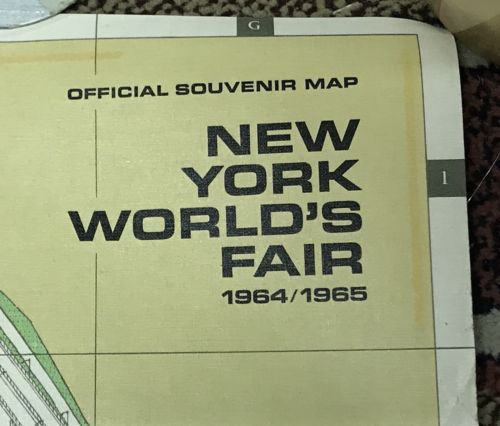 G
OFFICIAL SOUVENIR MAP
NEW
YORK
WORLD'S
FAIR
1964/1965
1